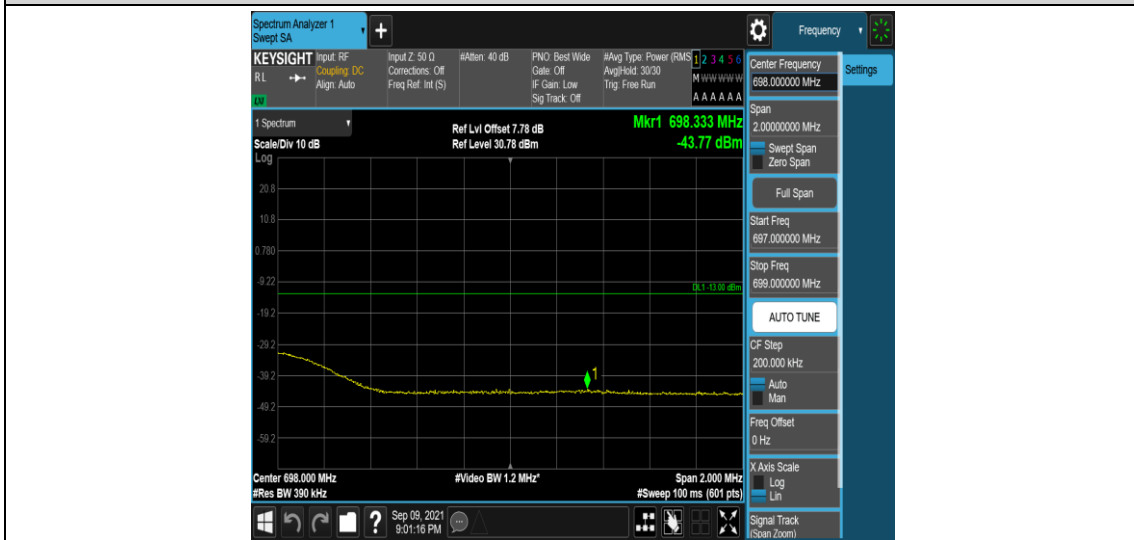 Spectrum Analyzer 1
Swept SA
+
Frequency
KEYSIGHT
RL
LXI
Input: RF
Coupling: DC
Align: Auto
Input Z: 50 Ω
Corrections: Off
Freq Ref: Int (S)
#Atten: 40 dB
PNO: Best Wide
Gate: Off
IF Gain: Low
Sig Track: Off
#Avg Type: Power (RMS
Avg|Hold: 30/30
Trig: Free Run
1 2 3 4 5 6
M W W W W W
A A A A A A
1 Spectrum
Scale/Div 10 dB
Ref Lvl Offset 7.78 dB
Ref Level 30.78 dBm
Mkr1 698.333 MHz
-43.77 dBm
Log
20.8
10.8
0.780
-9.22
DL1 -13.00 dBm
-19.2
-29.2
-39.2
1
-49.2
-59.2
Center 698.000 MHz
#Res BW 390 kHz
#Video BW 1.2 MHz*
Span 2.000 MHz
#Sweep 100 ms (601 pts)
?
Sep 09, 2021
9:01:16 PM
Center Frequency
698.000000 MHz
Settings
Span
2.00000000 MHz
Swept Span
Zero Span
Full Span
Start Freq
697.000000 MHz
Stop Freq
699.000000 MHz
AUTO TUNE
CF Step
200.000 kHz
Auto
Man
Freq Offset
0 Hz
X Axis Scale
Log
Lin
Signal Track
(Span Zoom)